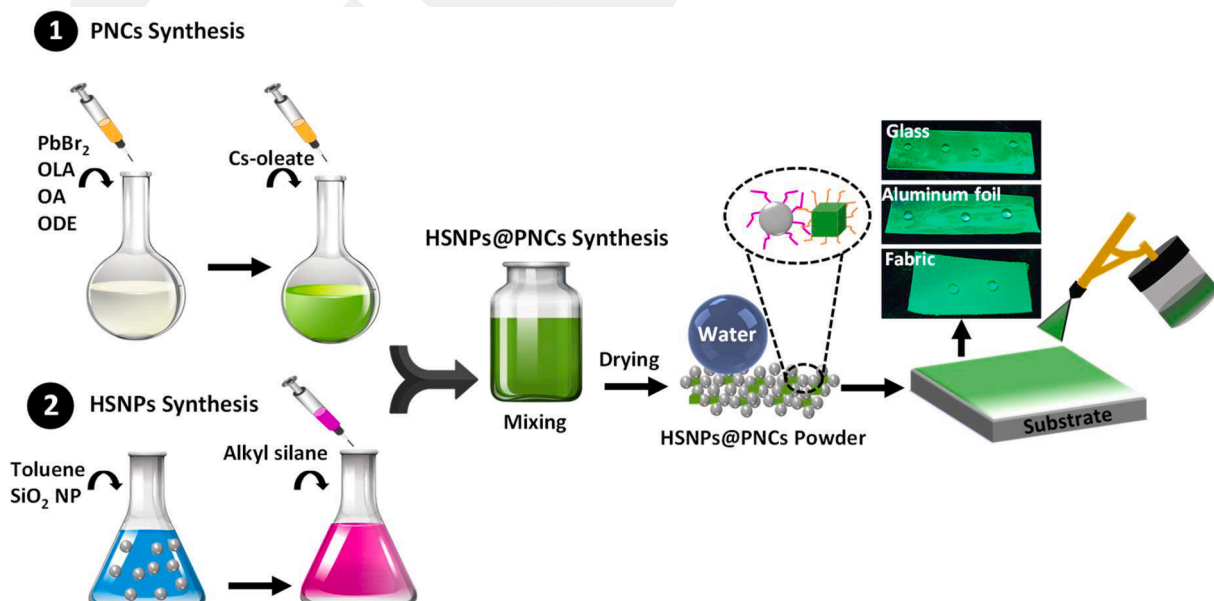 1 PNCs Synthesis
PbBr₂
OLA
OA
ODE
Cs-oleate
2 HSNPs Synthesis
Toluene
SiO₂ NP
Alkyl silane
HSNPs@PNCs Synthesis
Mixing
Drying
Water
HSNPs@PNCs Powder
Glass
Aluminum foil
Fabric
Substrate